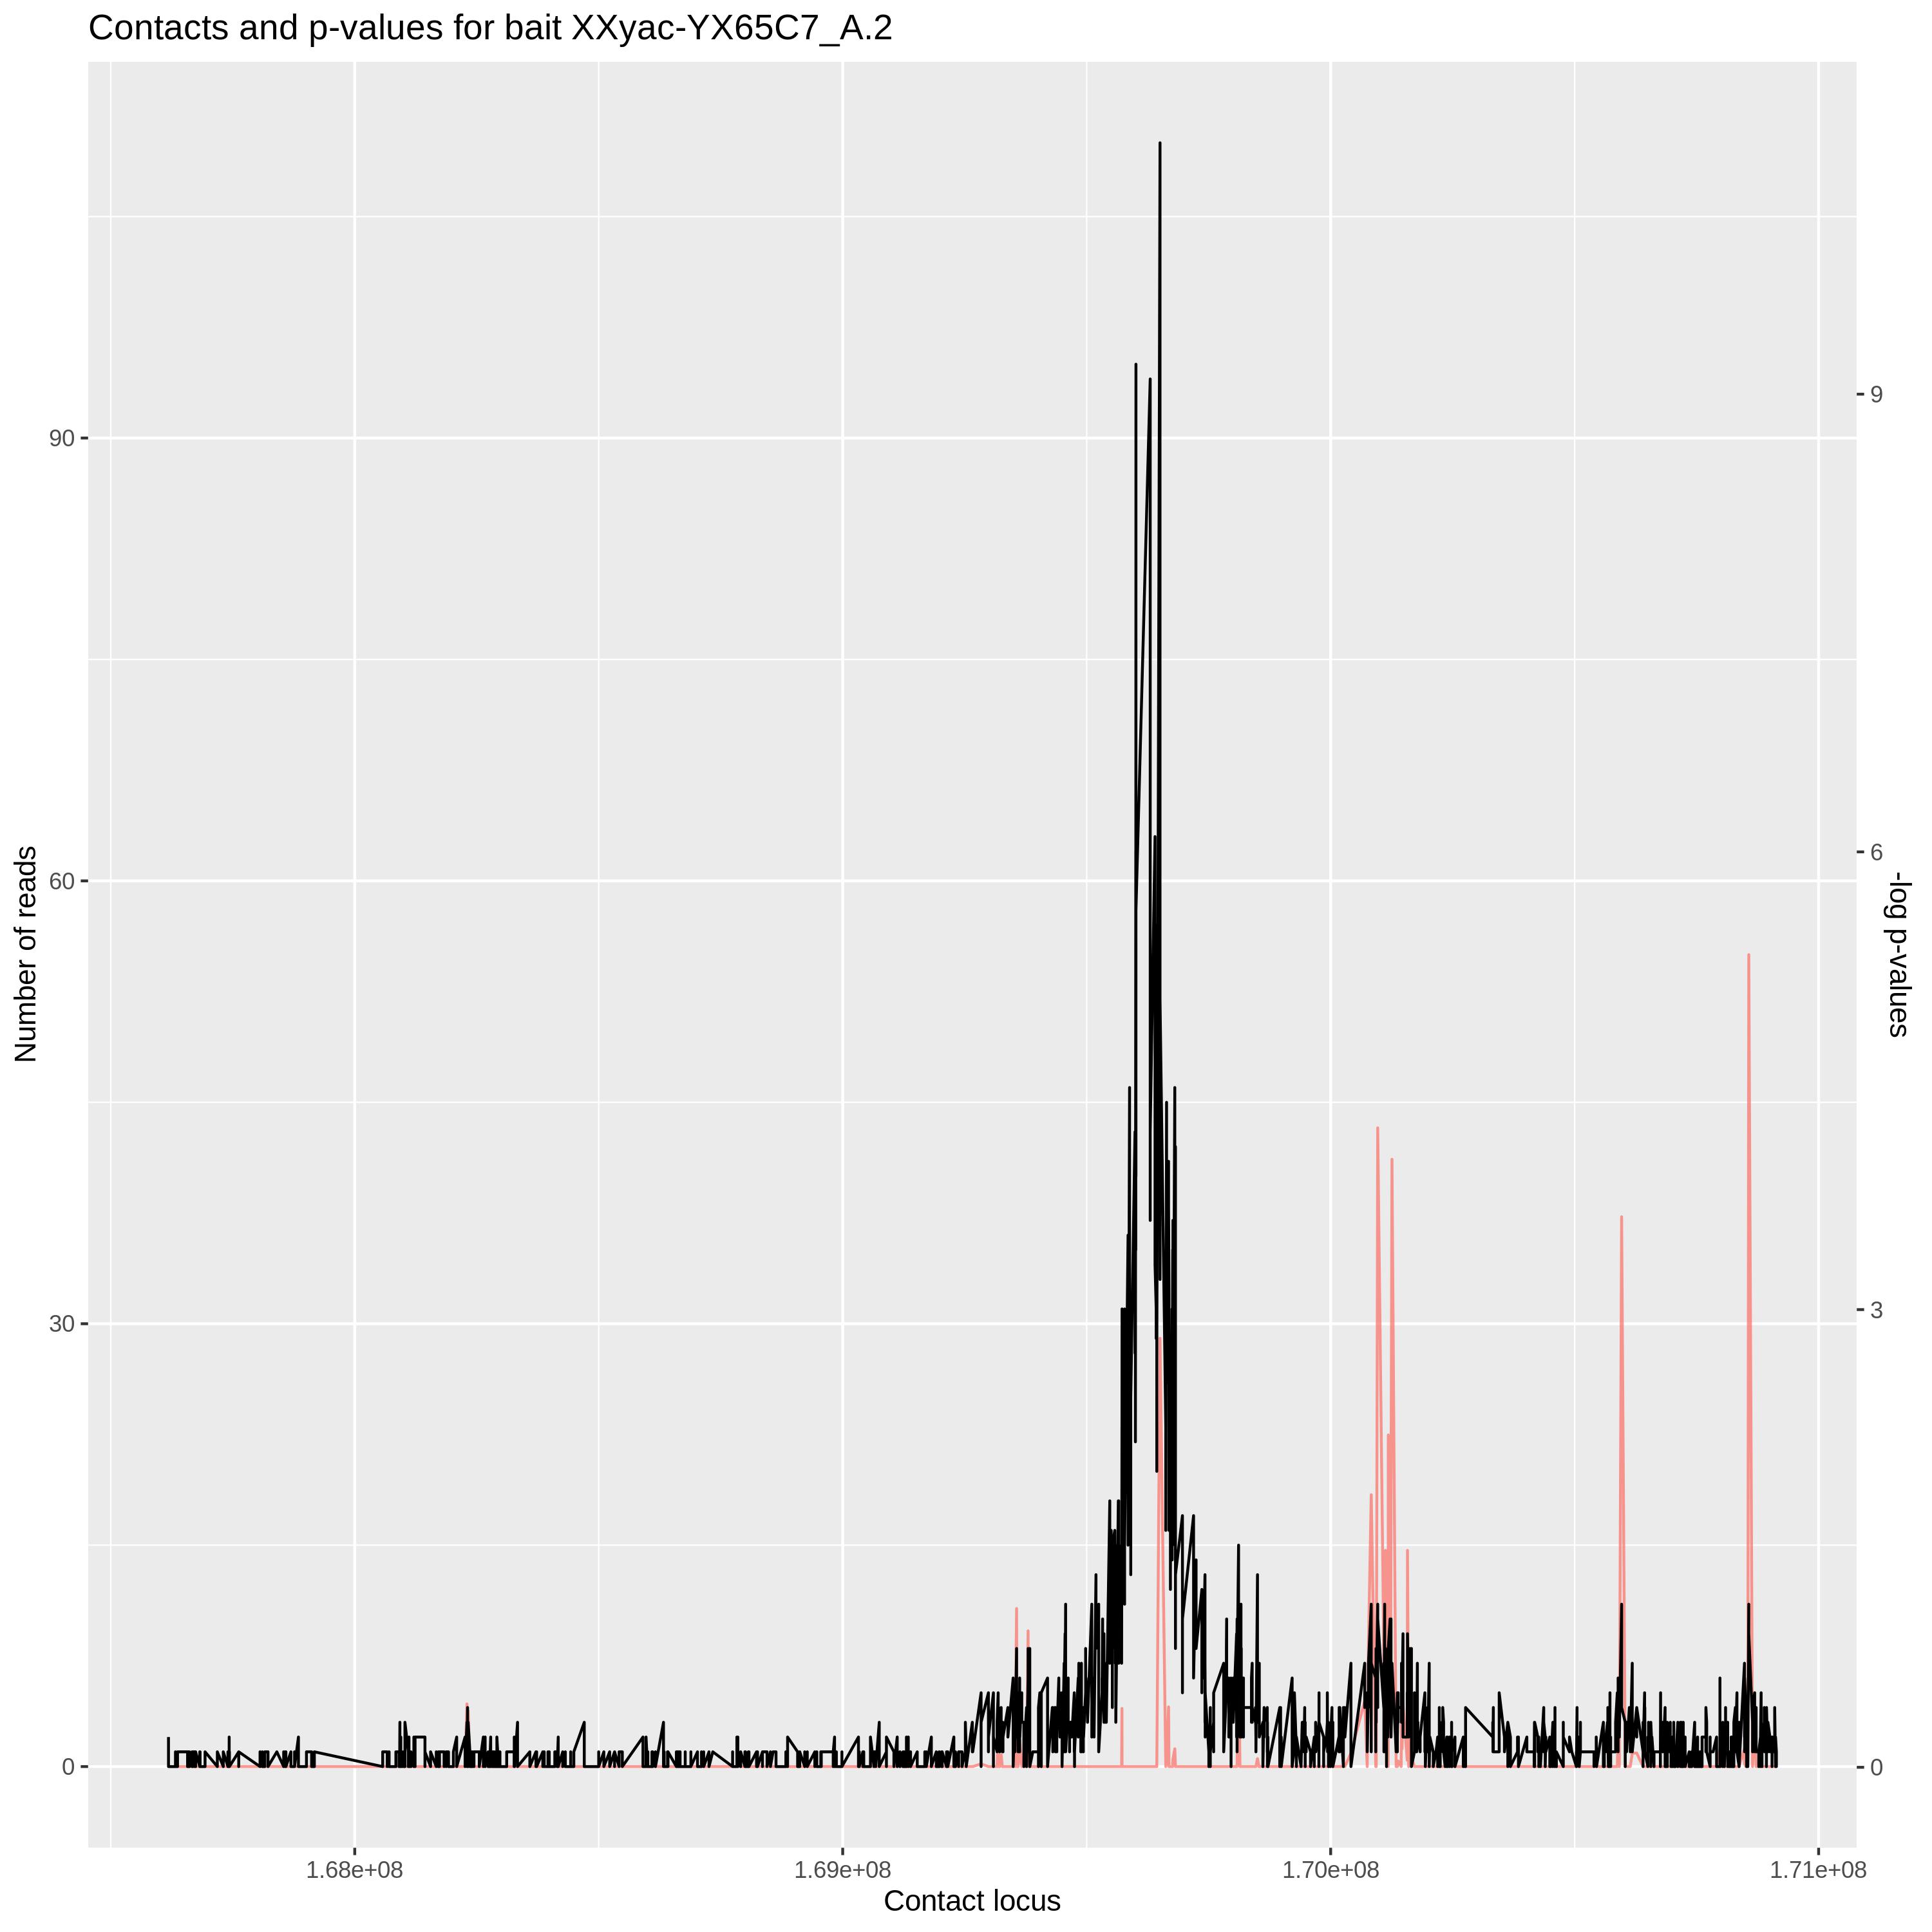 Contacts and p-values for bait XXyac-YX65C7_A.2
Number of reads
90
60
30
0
9
6
3
0
-log p-values
1.68e+08
1.69e+08
1.70e+08
1.71e+08
Contact locus